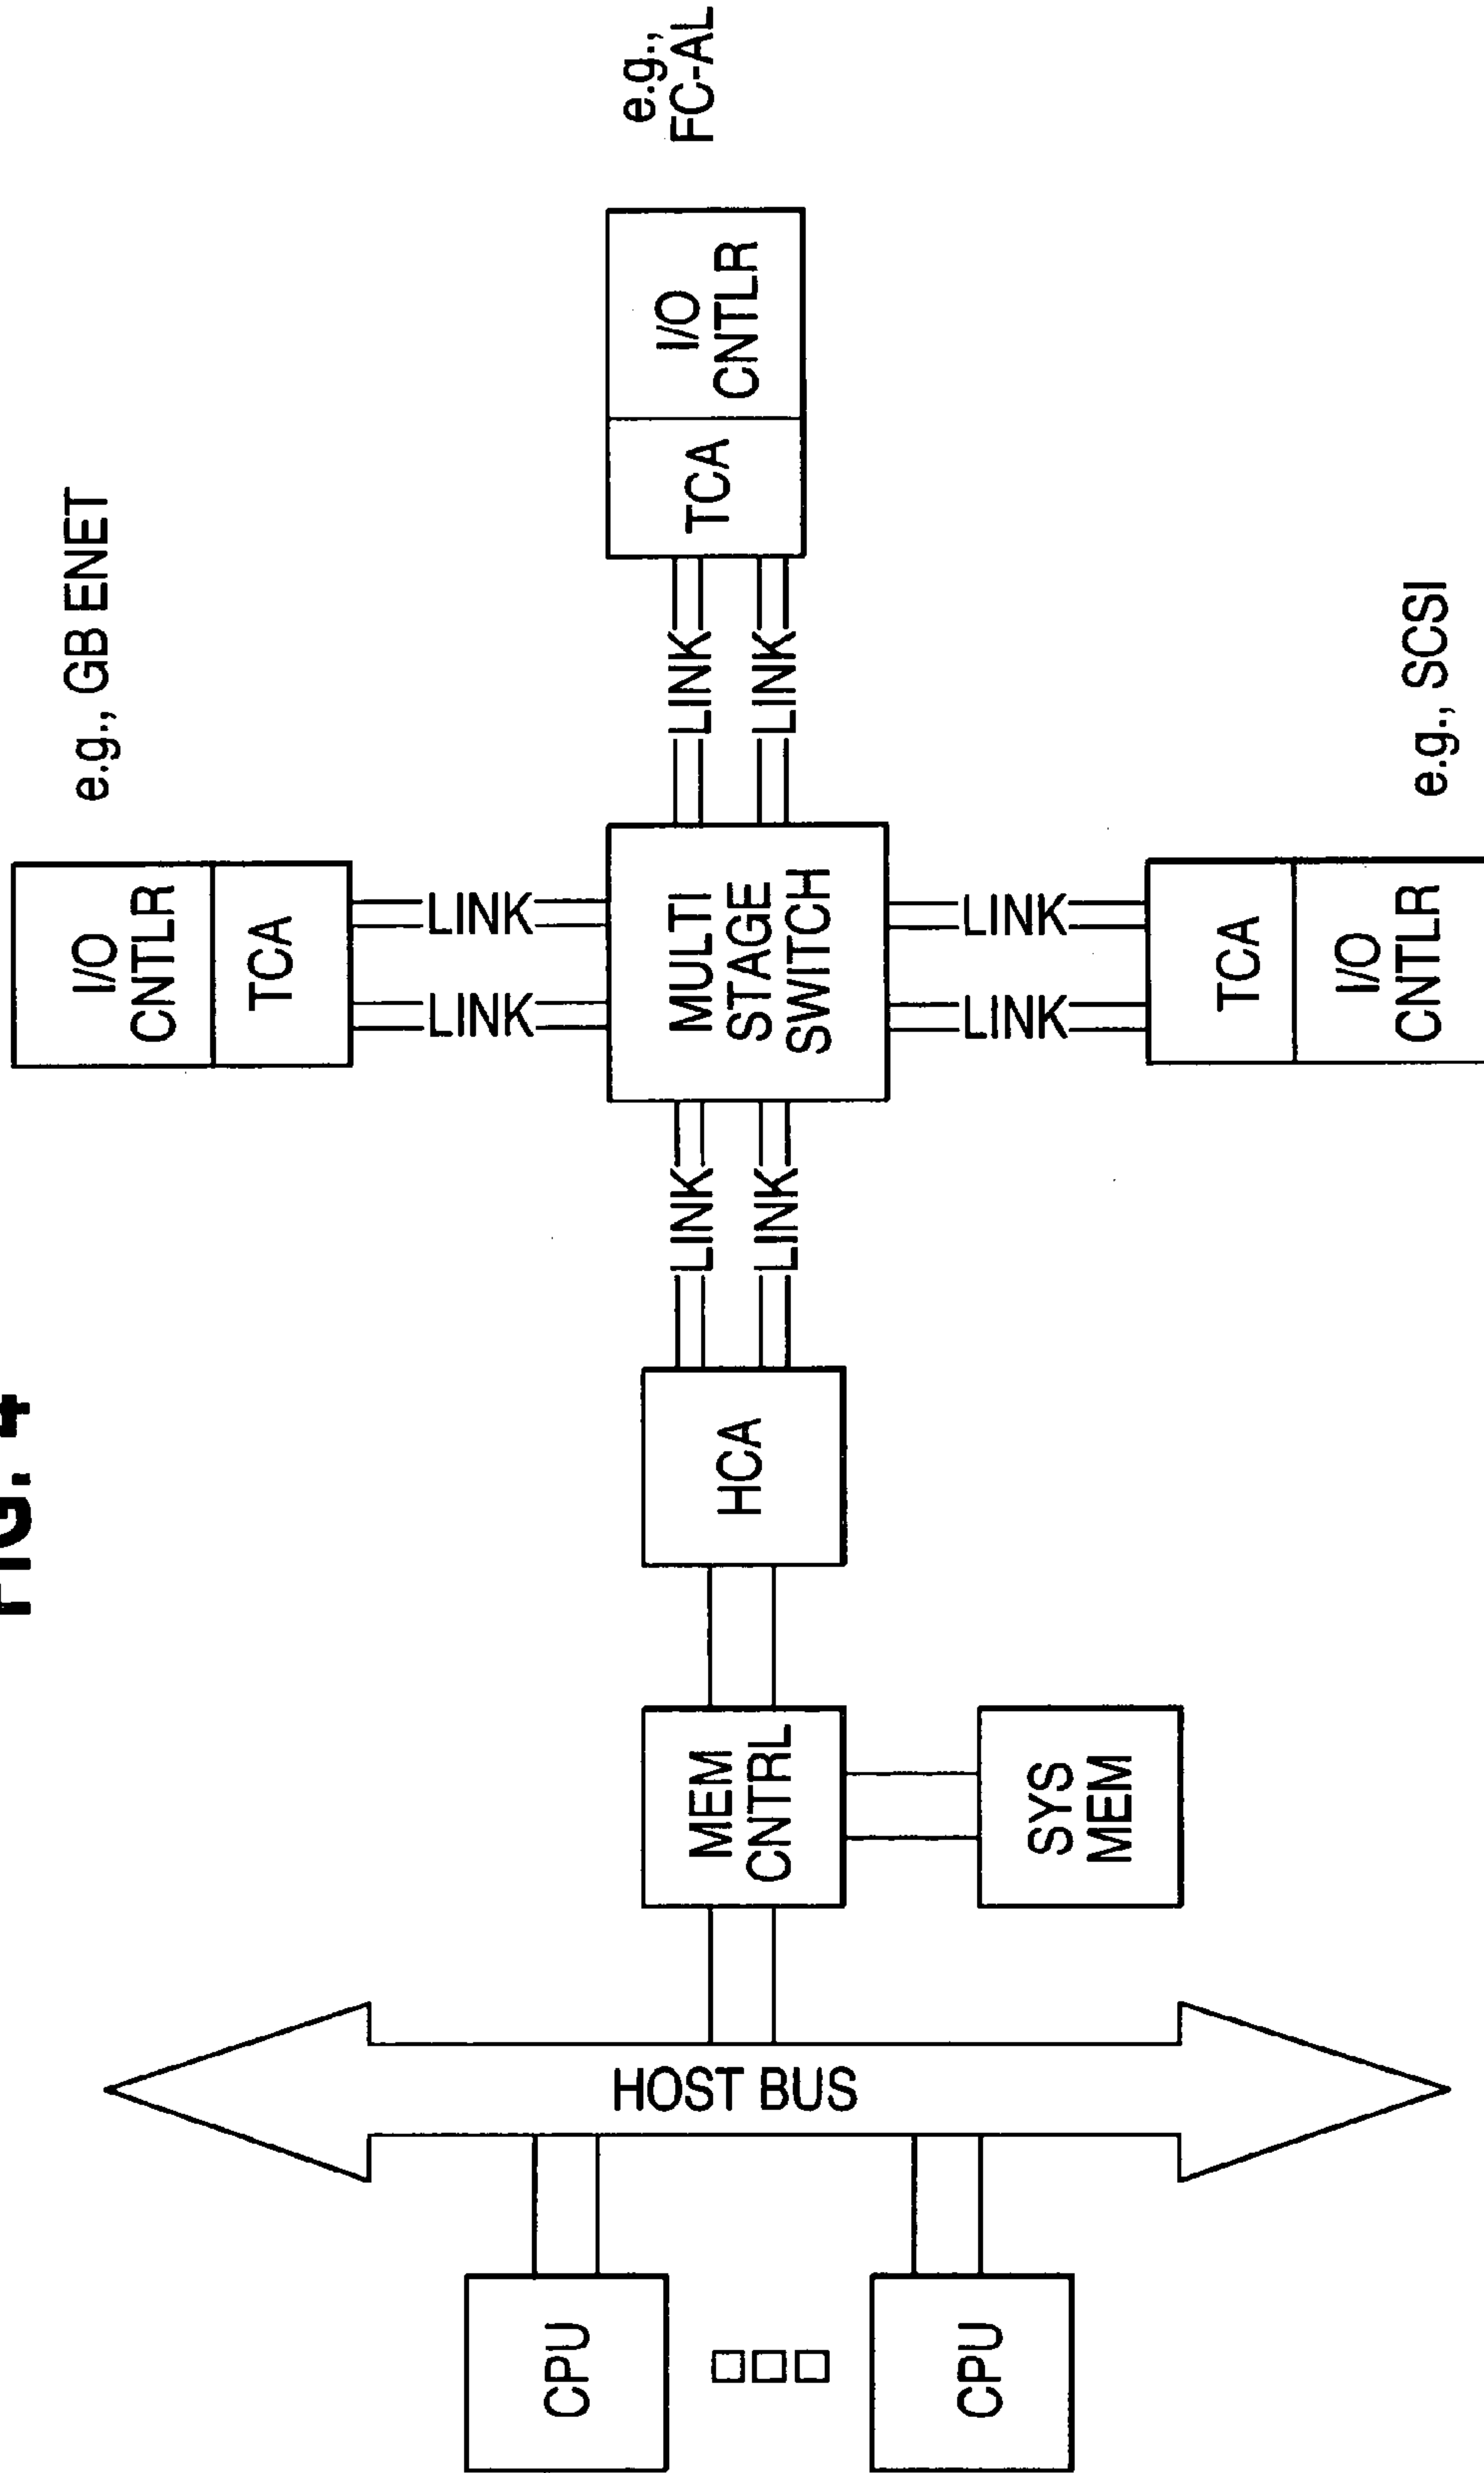 FIG. 4
I/O
CNTLR
TCA
e.g., GB ENET
LINK
LINK
CPU
CPU
HOST BUS
MEM
CNTRL
SYS
MEM
HCA
LINK
LINK
MULTI
STAGE
SWITCH
LINK
LINK
TCA
I/O
CNTLR
e.g.,
FC-AL
LINK
LINK
TCA
I/O
CNTLR
e.g., SCSI